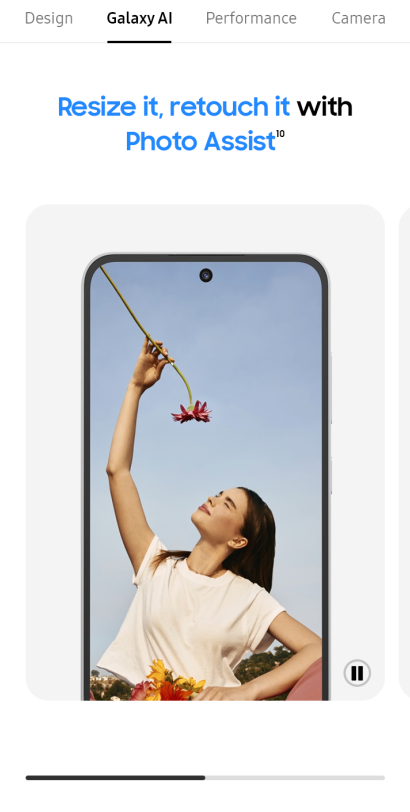 Design Galaxy AI Performance Camera
Resize it, retouch it with
Photo Assist10